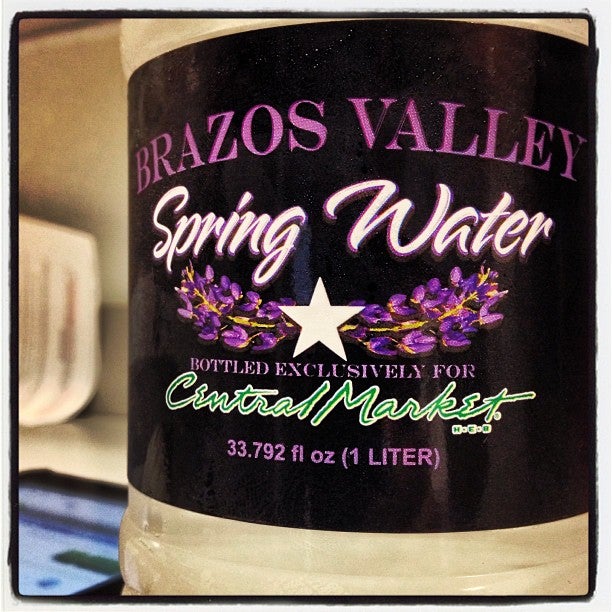 BRAZOS VALLEY
Spring Water
BOTTLED EXCLUSIVELY FOR
Central Market
H-E-B
33.792 fl oz (1 LITER)